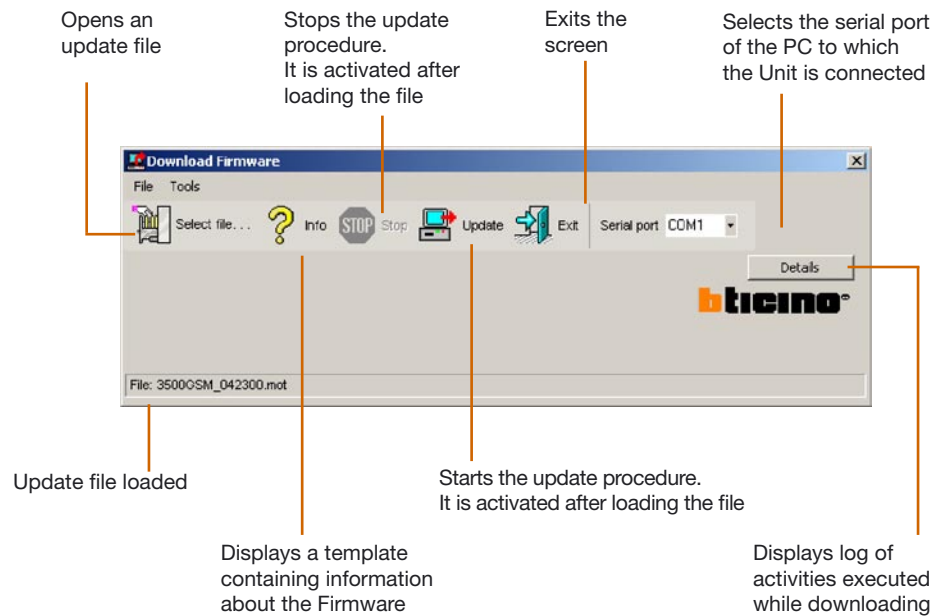 Opens an
update file
Stops the update
procedure.
It is activated after
loading the file
Exits the
screen
Selects the serial port
of the PC to which
the Unit is connected
Download Firmware
File Tools
Select file... Info STOP Stop Update Exit Serial port COM1
Details
bticino®
File: 3500GSM_042300.mot
Update file loaded
Starts the update procedure.
It is activated after loading the file
Displays a template
containing information
about the Firmware
Displays log of
activities executed
while downloading